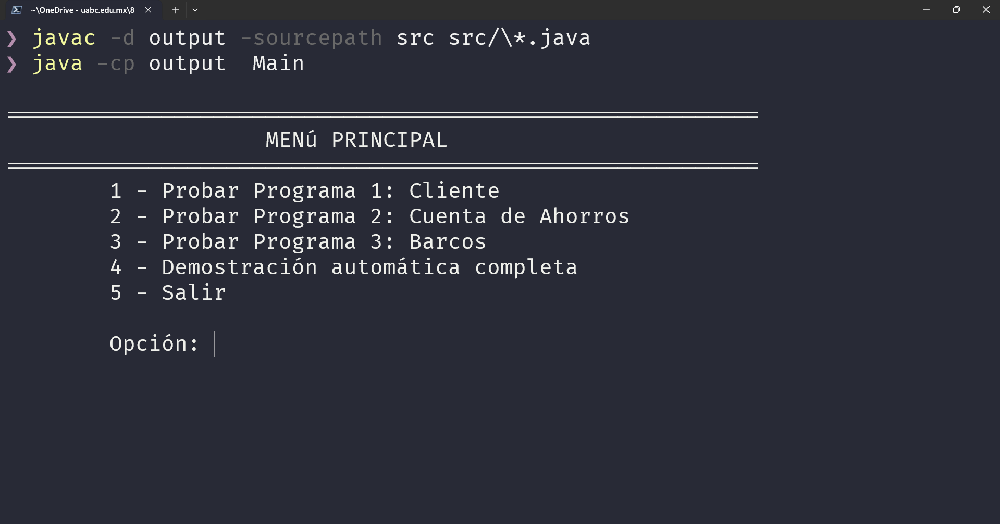 ~\OneDrive - uabc.edu.mx\8_
❯ javac -d output -sourcepath src src/\*.java
❯ java -cp output  Main
MENú PRINCIPAL
1 - Probar Programa 1: Cliente
2 - Probar Programa 2: Cuenta de Ahorros
3 - Probar Programa 3: Barcos
4 - Demostración automática completa
5 - Salir
Opción: